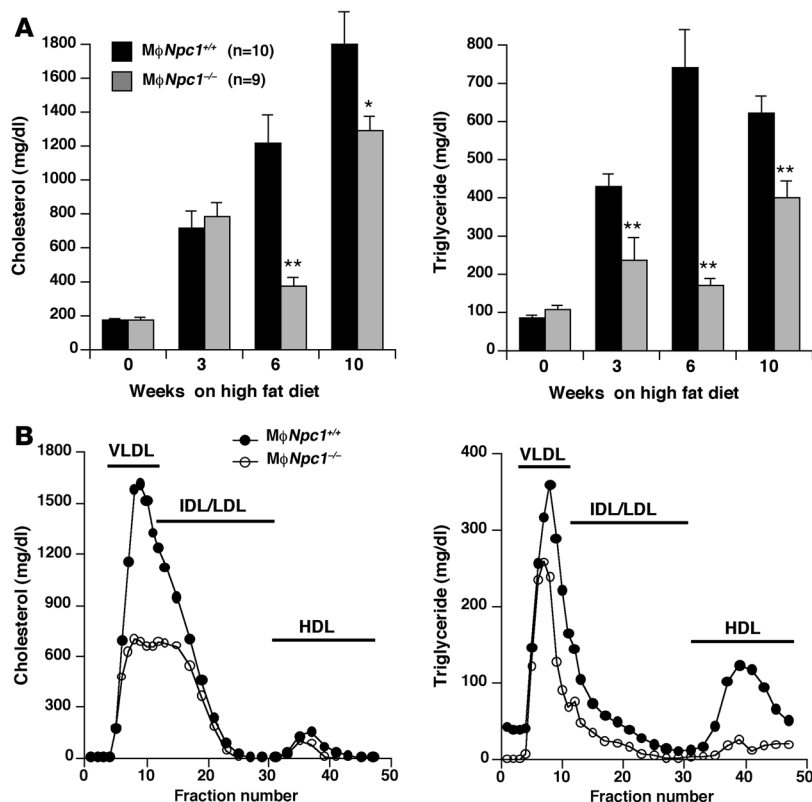 A
Cholesterol (mg/dl)
1800
1600
1400
1200
1000
800
600
400
200
0
MφNpc1+/+ (n=10)
MφNpc1−/− (n=9)
**
*
0 3 6 10
Weeks on high fat diet
Triglyceride (mg/dl)
800
700
600
500
400
300
200
100
0
**
**
**
0 3 6 10
Weeks on high fat diet
B
Cholesterol (mg/dl)
1800
1500
1200
900
600
300
0
VLDL
IDL/LDL
HDL
MφNpc1+/+
MφNpc1−/−
0 10 20 30 40 50
Fraction number
Triglyceride (mg/dl)
400
300
200
100
0
VLDL
IDL/LDL
HDL
0 10 20 30 40 50
Fraction number